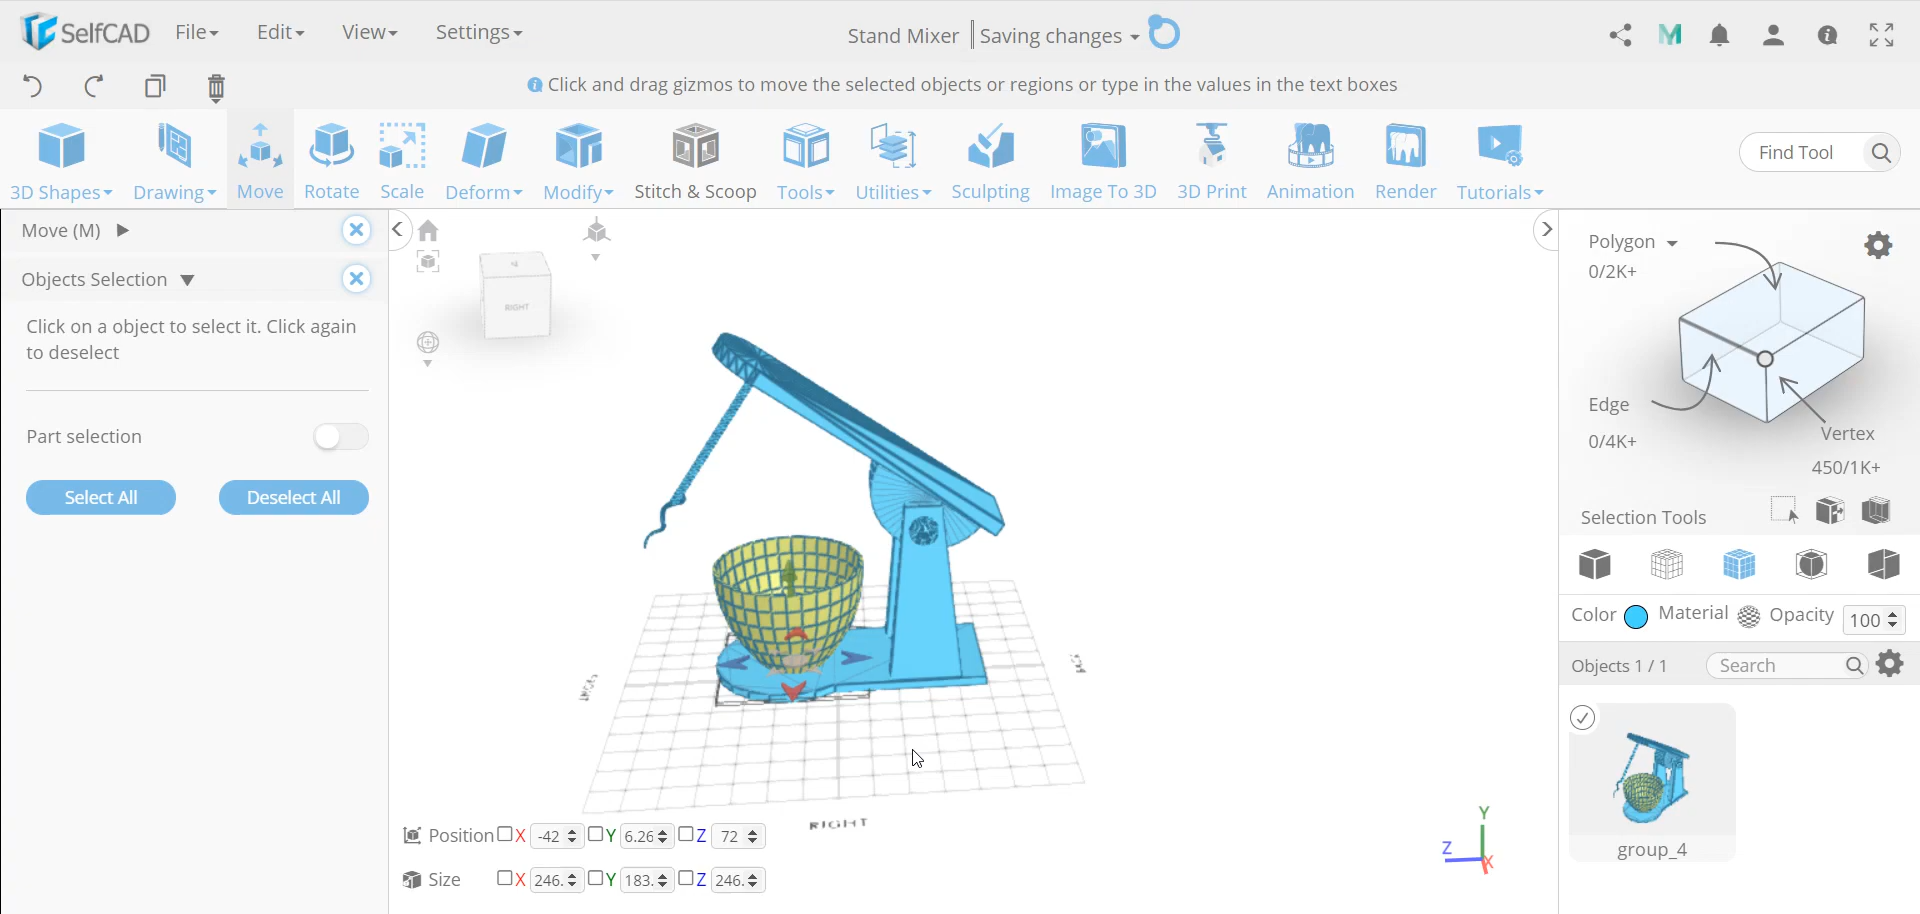 SelfCAD File Edit View Settings Stand Mixer Saving changes
Click and drag gizmos to move the selected objects or regions or type in the values in the text boxes
3D Shapes Drawing Move Rotate Scale Deform Modify Stitch & Scoop Tools Utilities Sculpting Image To 3D 3D Print Animation Render Tutorials Find Tool
Move (M)
Objects Selection
Click on a object to select it. Click again
to deselect
Part selection
Select All Deselect All
RIGHT
RIGHT
Position X -42 Y 6.26 Z 72
Size X 246. Y 183. Z 246.
Y
Z
X
Polygon
0/2K+
Edge
0/4K+
Vertex
450/1K+
Selection Tools
Color Material Opacity 100
Objects 1 / 1 Search
group_4